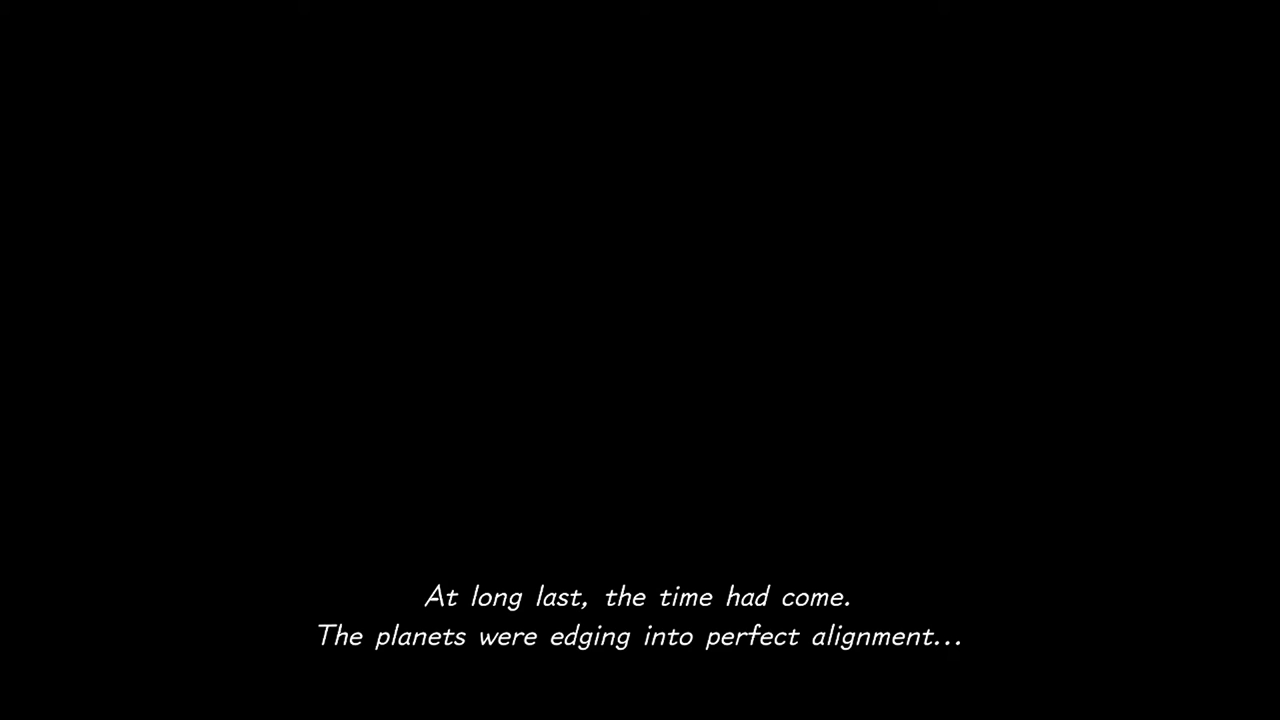 At long last, the time had come.
The planets were edging into perfect alignment...